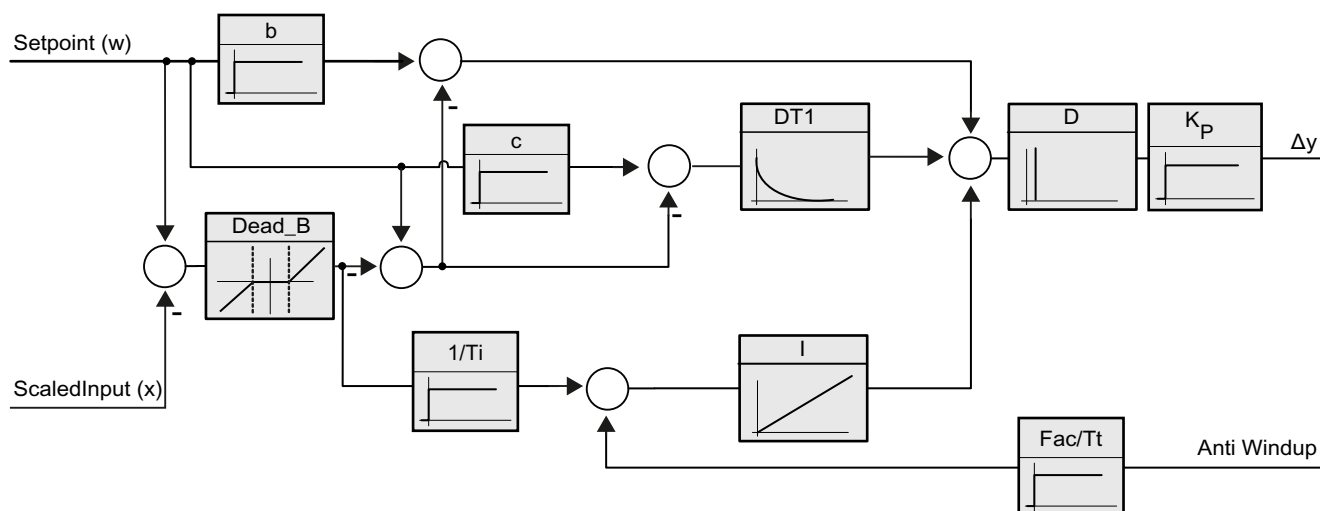 b
Setpoint (w)
-
DT1
D
K_P
c
Δy
-
Dead_B
-
-
1/Ti
I
ScaledInput (x)
Fac/Tt
Anti Windup